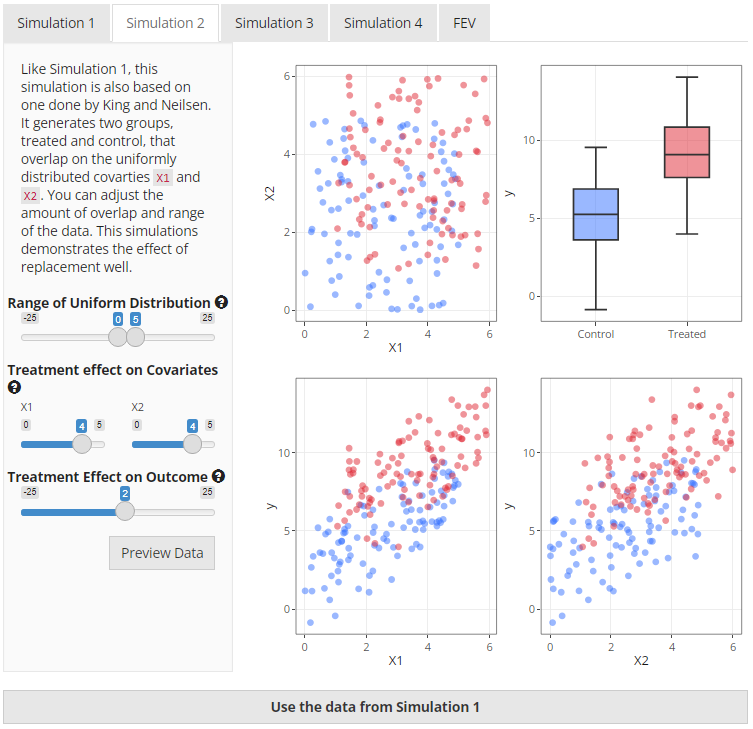 Simulation 1 Simulation 2 Simulation 3 Simulation 4 FEV
Like Simulation 1, this
simulation is also based on
one done by King and Neilsen.
It generates two groups,
treated and control, that
overlap on the uniformly
distributed covarties X1 and
X2. You can adjust the
amount of overlap and range
of the data. This simulations
demonstrates the effect of
replacement well.
Range of Uniform Distribution ?
-25 0 5 25
Treatment effect on Covariates
?
X1 X2
0 4 5 0 4 5
Treatment Effect on Outcome ?
-25 2 25
Preview Data
6
4
2
0
X2
0 2 4 6
X1
10
5
0
y
Control Treated
10
5
0
y
0 2 4 6
X1
10
5
0
y
0 2 4 6
X2
Use the data from Simulation 1